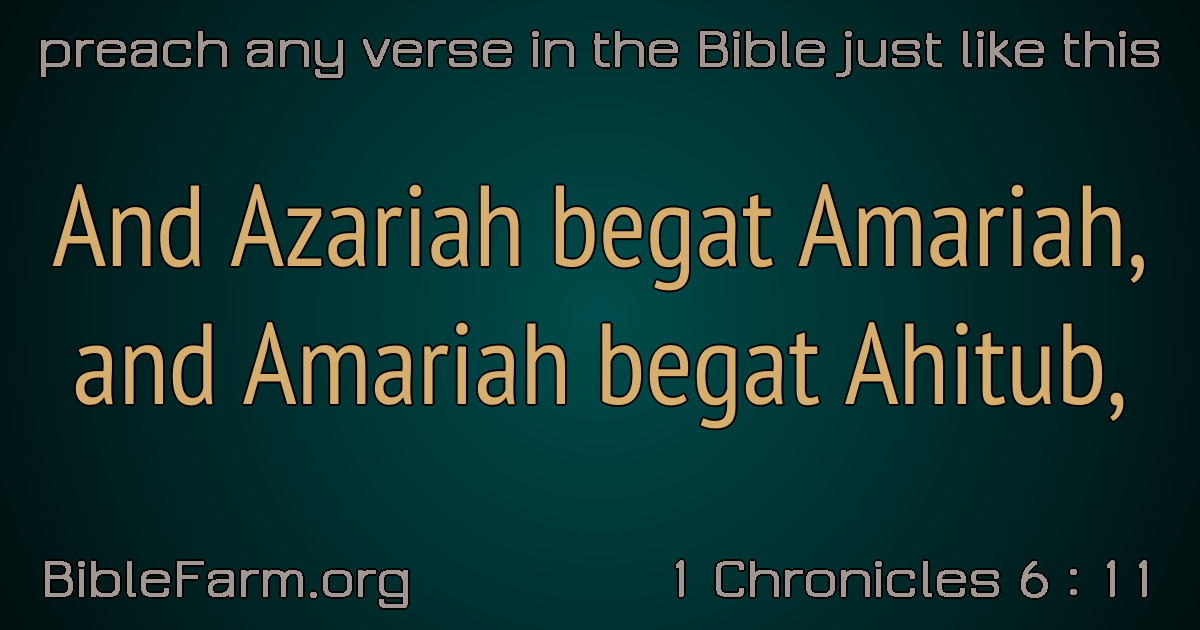 preach any verse in the Bible just like this
And Azariah begat Amariah,
and Amariah begat Ahitub,
BibleFarm.org
1 Chronicles 6 : 11